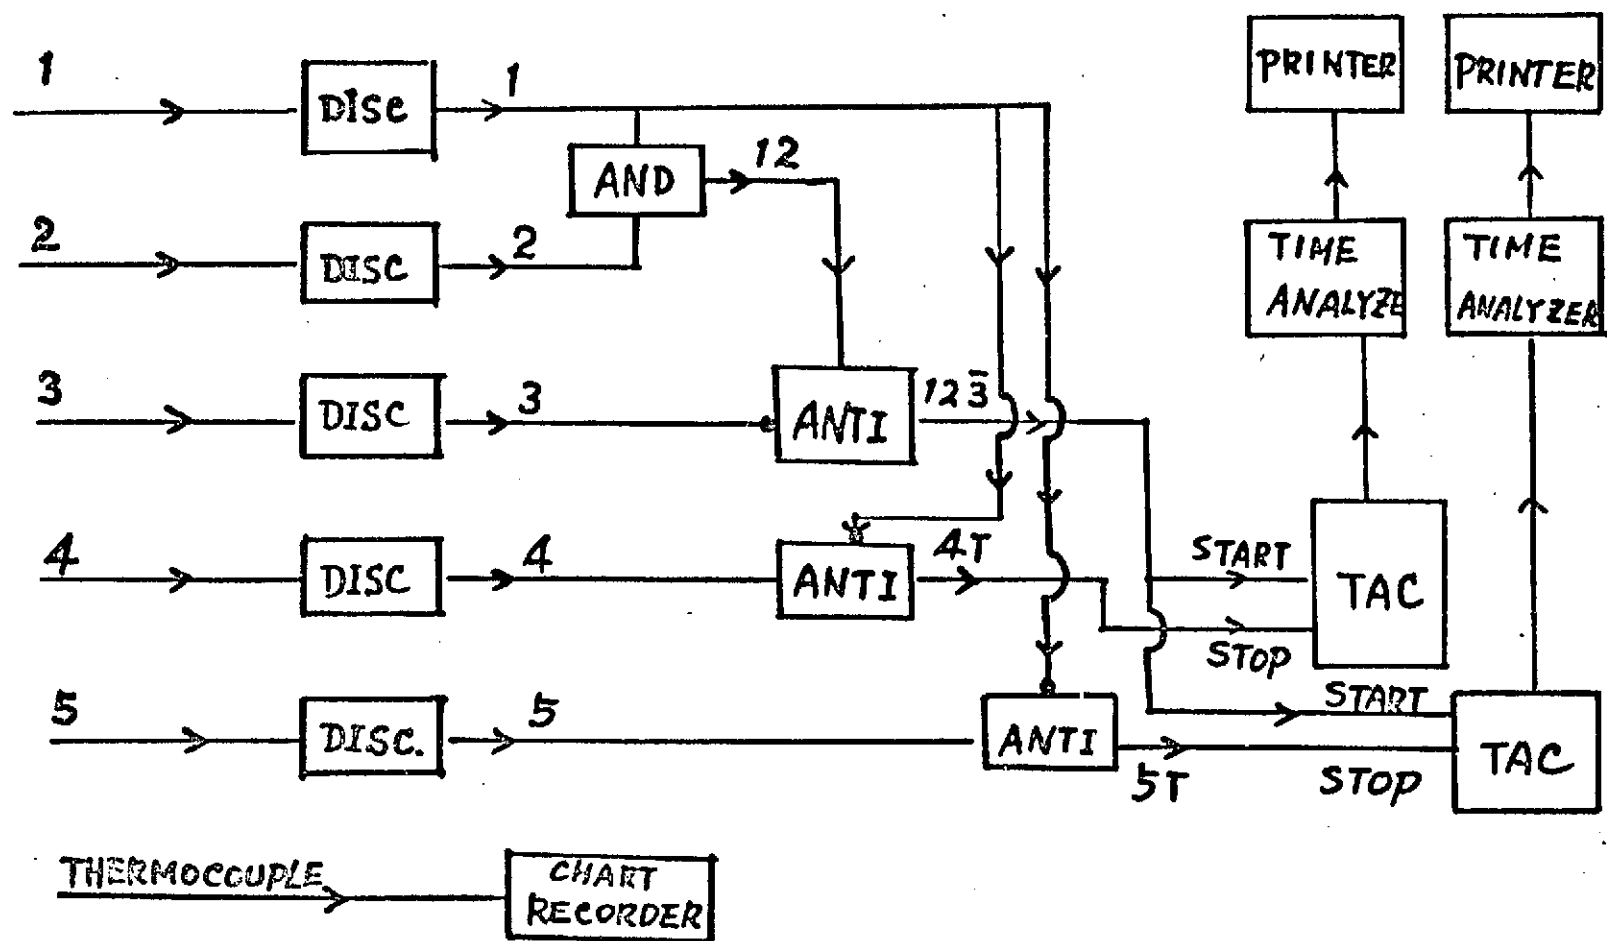 1
DISC
1
2
DISC
2
AND
12
3
DISC
3
ANTI
123̅
4
DISC
4
ANTI
4T
5
DISC.
5
ANTI
5T
START
STOP
TAC
START
STOP
TAC
TIME
ANALYZE
PRINTER
TIME
ANALYZER
PRINTER
THERMOCOUPLE
CHART
RECORDER